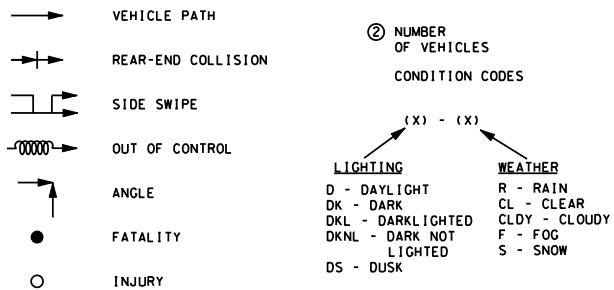 VEHICLE PATH
REAR-END COLLISION
SIDE SWIPE
OUT OF CONTROL
ANGLE
FATALITY
INJURY
2 NUMBER
OF VEHICLES
CONDITION CODES
(X) - (X)
LIGHTING
D - DAYLIGHT
DK - DARK
DKL - DARKLIGHTED
DKNL - DARK NOT
LIGHTED
DS - DUSK
WEATHER
R - RAIN
CL - CLEAR
CLDY - CLOUDY
F - FOG
S - SNOW